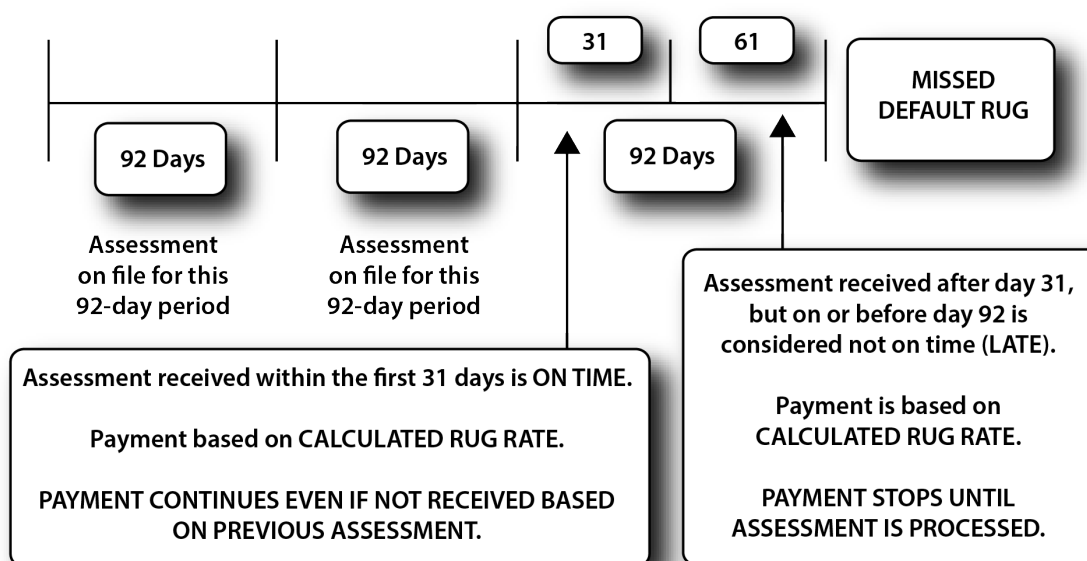 31
61
MISSED
DEFAULT RUG
92 Days
92 Days
92 Days
Assessment
on file for this
92-day period
Assessment
on file for this
92-day period
Assessment received within the first 31 days is ON TIME.
Payment based on CALCULATED RUG RATE.
PAYMENT CONTINUES EVEN IF NOT RECEIVED BASED
ON PREVIOUS ASSESSMENT.
Assessment received after day 31,
but on or before day 92 is
considered not on time (LATE).
Payment is based on
CALCULATED RUG RATE.
PAYMENT STOPS UNTIL
ASSESSMENT IS PROCESSED.